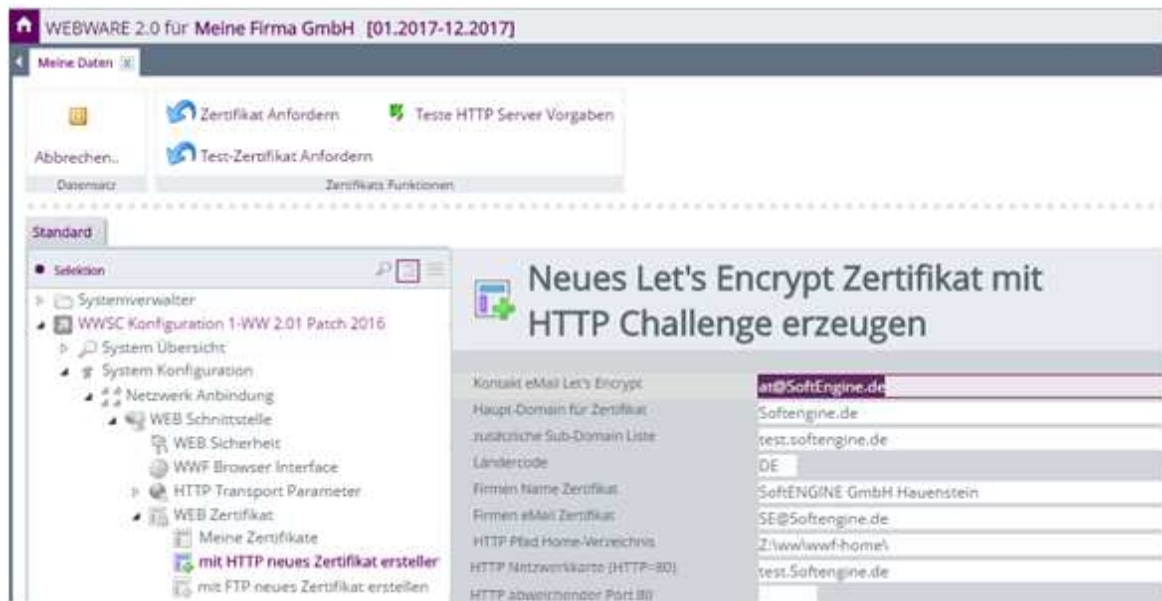 WEBWARE 2.0 für Meine Firma GmbH [01.2017-12.2017]
Meine Daten x
Zertifikat Anfordern
Teste HTTP Server Vorgaben
Abbrechen..
Test-Zertifikat Anfordern
Datensatz
Zertifikats Funktionen
Standard
Selektion
Systemverwalter
WWSC Konfiguration 1-WW 2.01 Patch 2016
System Übersicht
System Konfiguration
Netzwerk Anbindung
WEB Schnittstelle
WEB Sicherheit
WWF Browser Interface
HTTP Transport Parameter
WEB Zertifikat
Meine Zertifikate
mit HTTP neues Zertifikat ersteller
mit FTP neues Zertifikat erstellen
Neues Let's Encrypt Zertifikat mit
HTTP Challenge erzeugen
Kontakt eMail Let's Encrypt
at@SoftEngine.de
Haupt-Domain für Zertifikat
Softengine.de
zusätzliche Sub-Domain Liste
test.softengine.de
Ländercode
DE
Firmen Name Zertifikat
SoftENGINE GmbH Hauenstein
Firmen eMail Zertifikat
SE@Softengine.de
HTTP Pfad Home-Verzeichnis
Z:\ww\wwf-home\
HTTP Netzwerkkarte (HTTP=80)
test.Softengine.de
HTTP abweichender Port 80